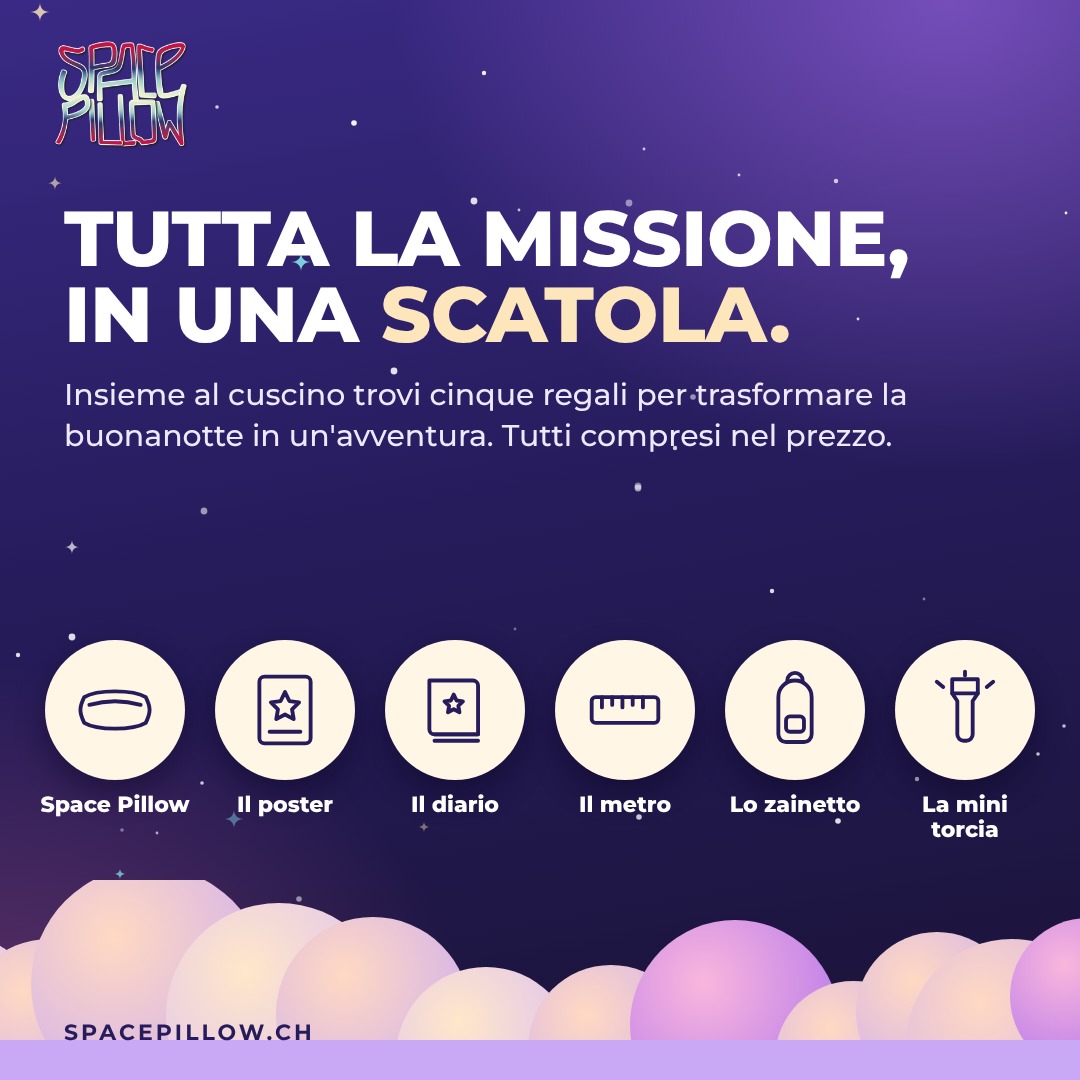 SPACE
PILLOW
TUTTA LA MISSIONE,
IN UNA SCATOLA.
Insieme al cuscino trovi cinque regali per trasformare la
buonanotte in un'avventura. Tutti compresi nel prezzo.
Space Pillow
Il poster
Il diario
Il metro
Lo zainetto
La mini
torcia
SPACEPILLOW.CH